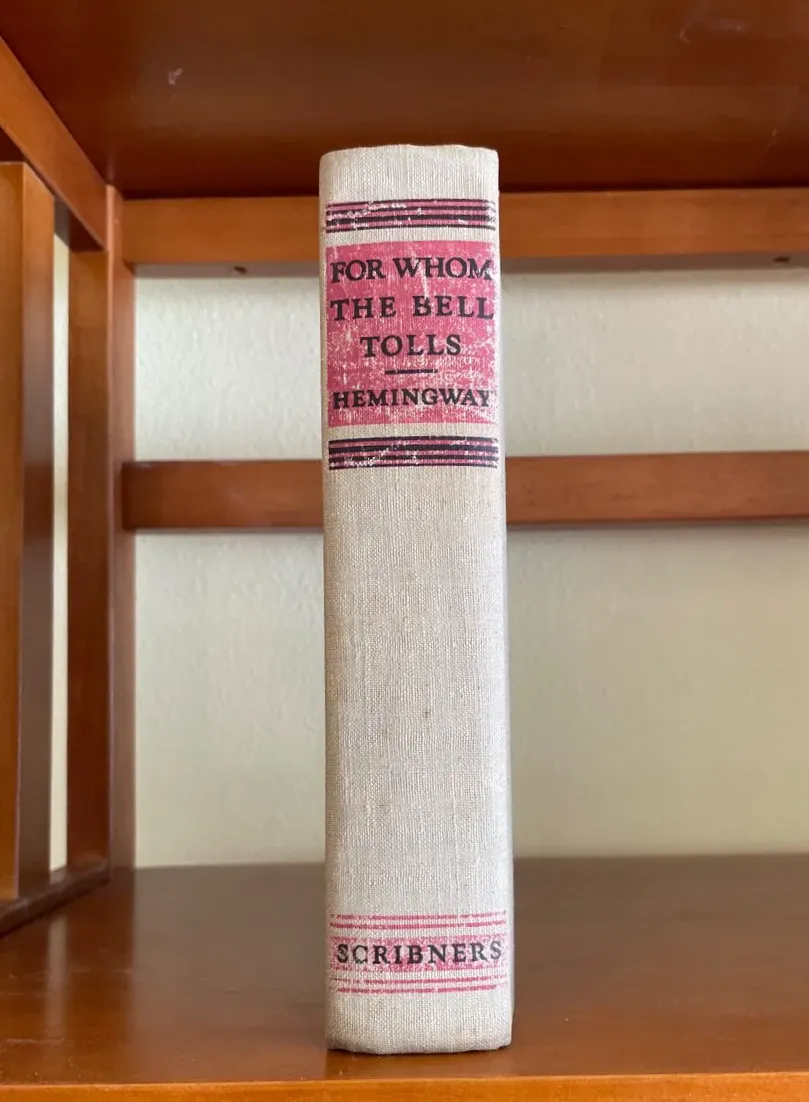 FOR WHOM
THE BELL
TOLLS
HEMINGWAY
SCRIBNERS